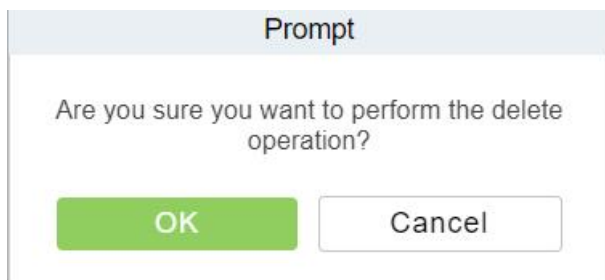 Prompt
Are you sure you want to perform the delete
operation?
OK
Cancel